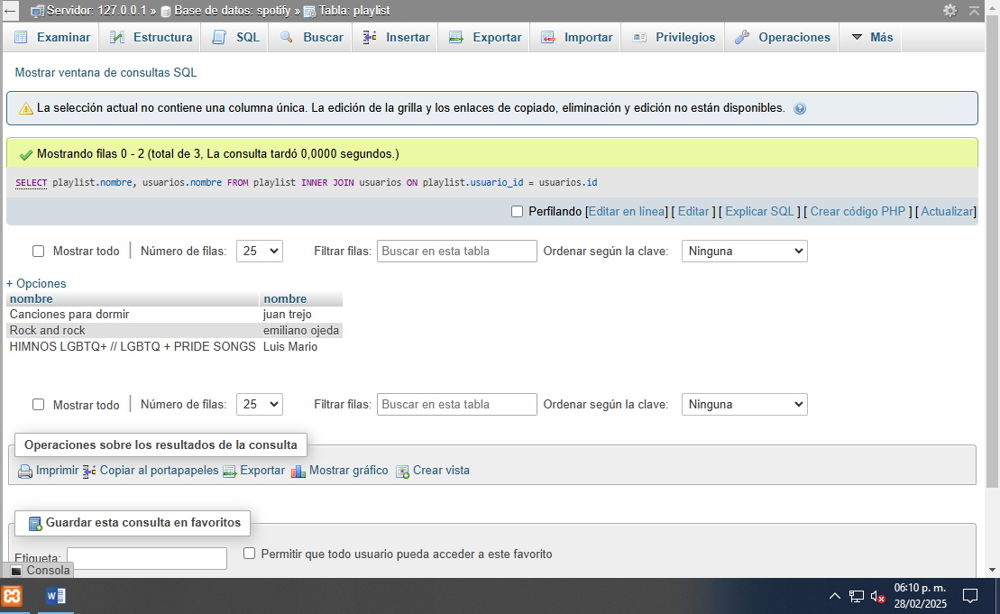 Servidor: 127.0.0.1 » Base de datos: spotify » Tabla: playlist
Examinar Estructura SQL Buscar Insertar Exportar Importar Privilegios Operaciones Más
Mostrar ventana de consultas SQL
La selección actual no contiene una columna única. La edición de la grilla y los enlaces de copiado, eliminación y edición no están disponibles.
Mostrando filas 0 - 2 (total de 3, La consulta tardó 0,0000 segundos.)
SELECT playlist.nombre, usuarios.nombre FROM playlist INNER JOIN usuarios ON playlist.usuario_id = usuarios.id
Perfilando [Editar en línea] [ Editar ] [ Explicar SQL ] [ Crear código PHP ] [ Actualizar]
Mostrar todo Número de filas: 25 Filtrar filas: Buscar en esta tabla Ordenar según la clave: Ninguna
+ Opciones
nombre nombre
Canciones para dormir juan trejo
Rock and rock emiliano ojeda
HIMNOS LGBTQ+ // LGBTQ + PRIDE SONGS Luis Mario
Mostrar todo Número de filas: 25 Filtrar filas: Buscar en esta tabla Ordenar según la clave: Ninguna
Operaciones sobre los resultados de la consulta
Imprimir Copiar al portapapeles Exportar Mostrar gráfico Crear vista
Guardar esta consulta en favoritos
Etiqueta: Permitir que todo usuario pueda acceder a este favorito
Consola
06:10 p. m.
28/02/2025